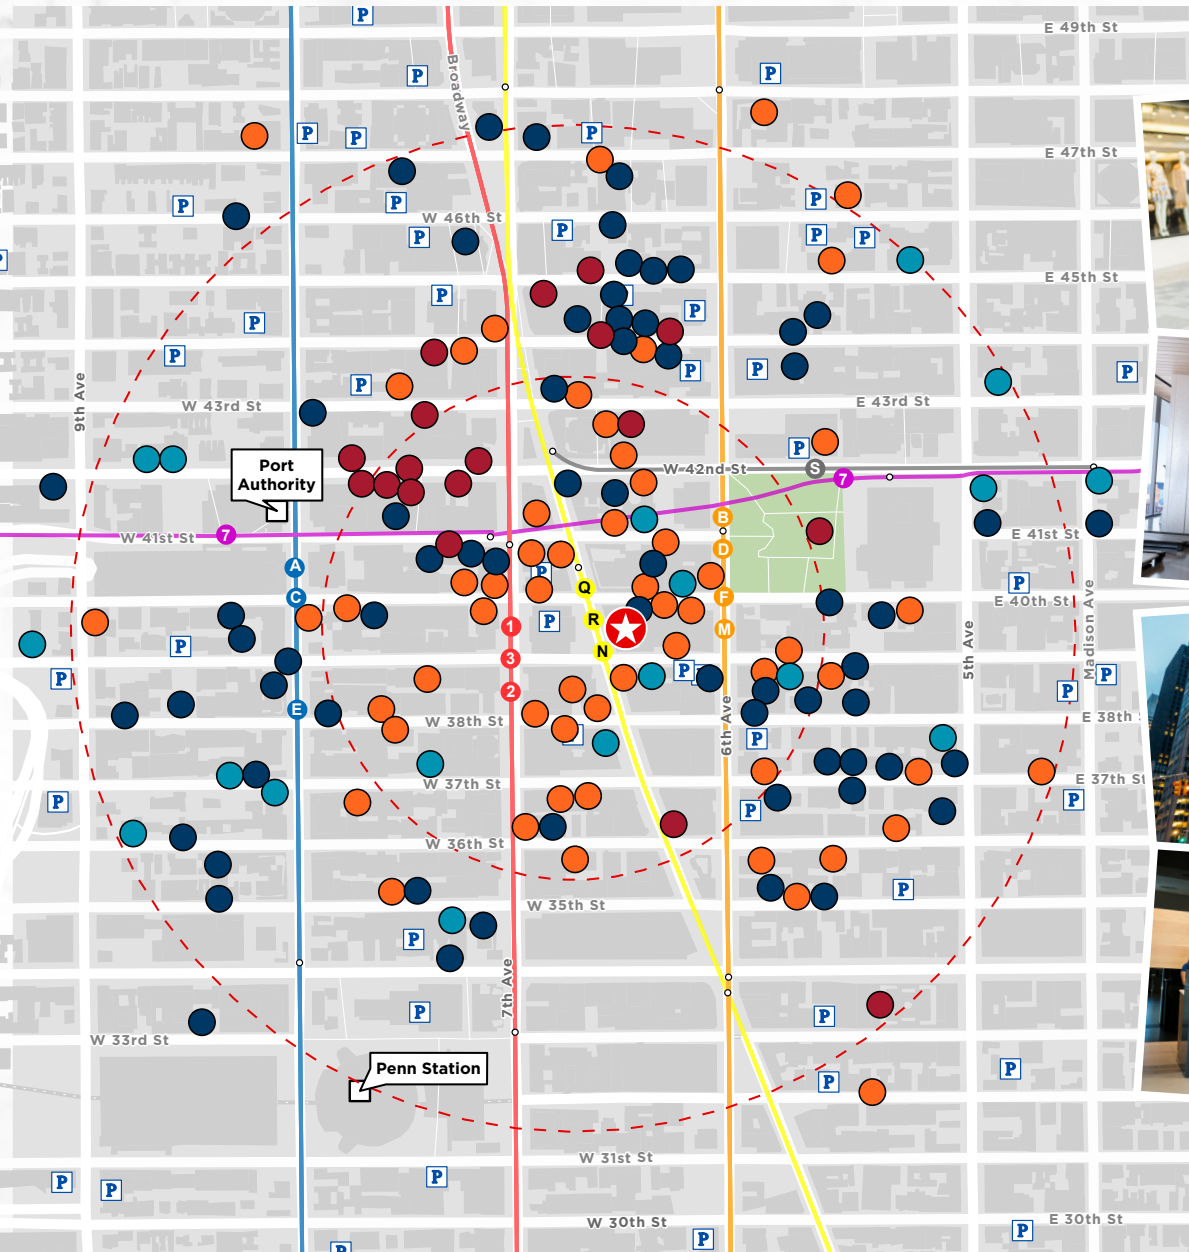 P
E 49th St
Broadway
P
P
P
P
P
E 47th St
P
P
P
W 46th St
P
P
P
P
E 45th St
P
P
P
P
P
P
P
P
P
9th Ave
W 43rd St
E 43rd St
P
Port
Authority
W 42nd St
S
7
B
7
W 41st St
E 41st St
D
A
P
P
Q
C
F
E 40th St
Madison Ave
R
P
1
M
P
N
5th Ave
3
P
P
P
2
P
E
6th Ave
W 38th St
E 38th
P
W 37th St
E 37th St
P
P
P
W 36th St
P
W 35th St
P
7th Ave
P
P
W 33rd St
Penn Station
P
P
W 31st St
P
P
P
W 30th St
E 30th St
P
P
P